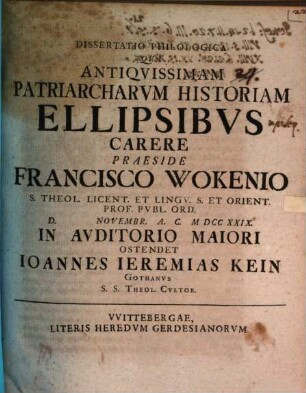 DISSERTATIO PHILOLOGICA
QVA
ANTIQVISSIMAM
PATRIARCHARVM HISTORIAM
ELLIPSIBVS
CARERE
PRAESIDE
FRANCISCO WOKENIO
S. THEOL. LICENT. ET LINGV. S. ET ORIENT.
PROF. PVBL. ORD.
D. NOVEMBR. A. C. M DCC XXIX.
IN AVDITORIO MAIORI
OSTENDET
IOANNES IEREMIAS KEIN
GOTHANVS
S. S. THEOL. CVLTOR.
VVITTEBERGAE,
LITERIS HEREDVM GERDESIANORVM